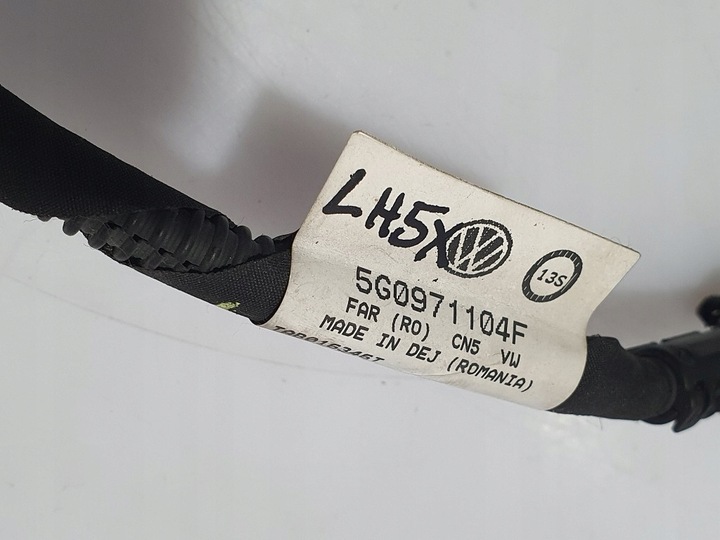 LH5X
13S
5G0971104F
FAR (RO) CN5 VW
MADE IN DEJ (ROMANIA)